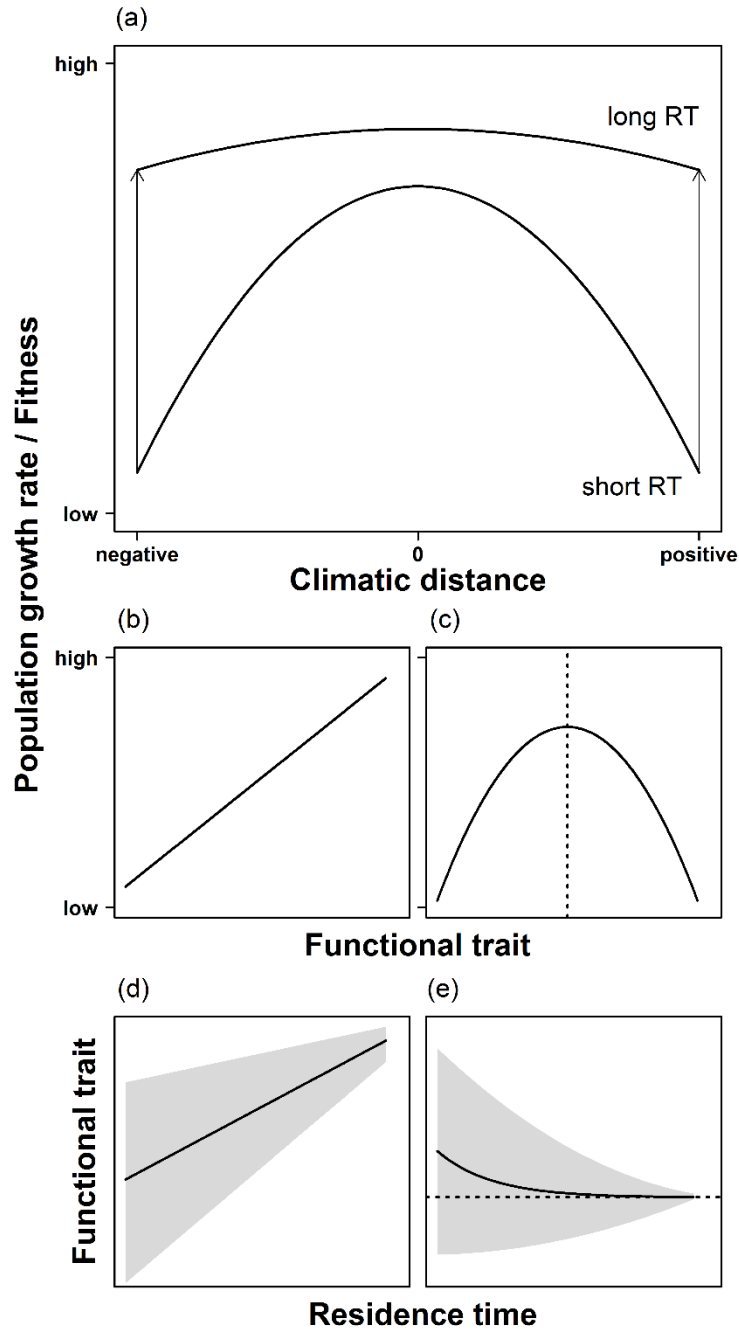 (a)
high
long RT
short RT
low
negative 0 positive
Climatic distance
Population growth rate / Fitness
(b) (c)
high
low
Functional trait
(d) (e)
Functional trait
Residence time